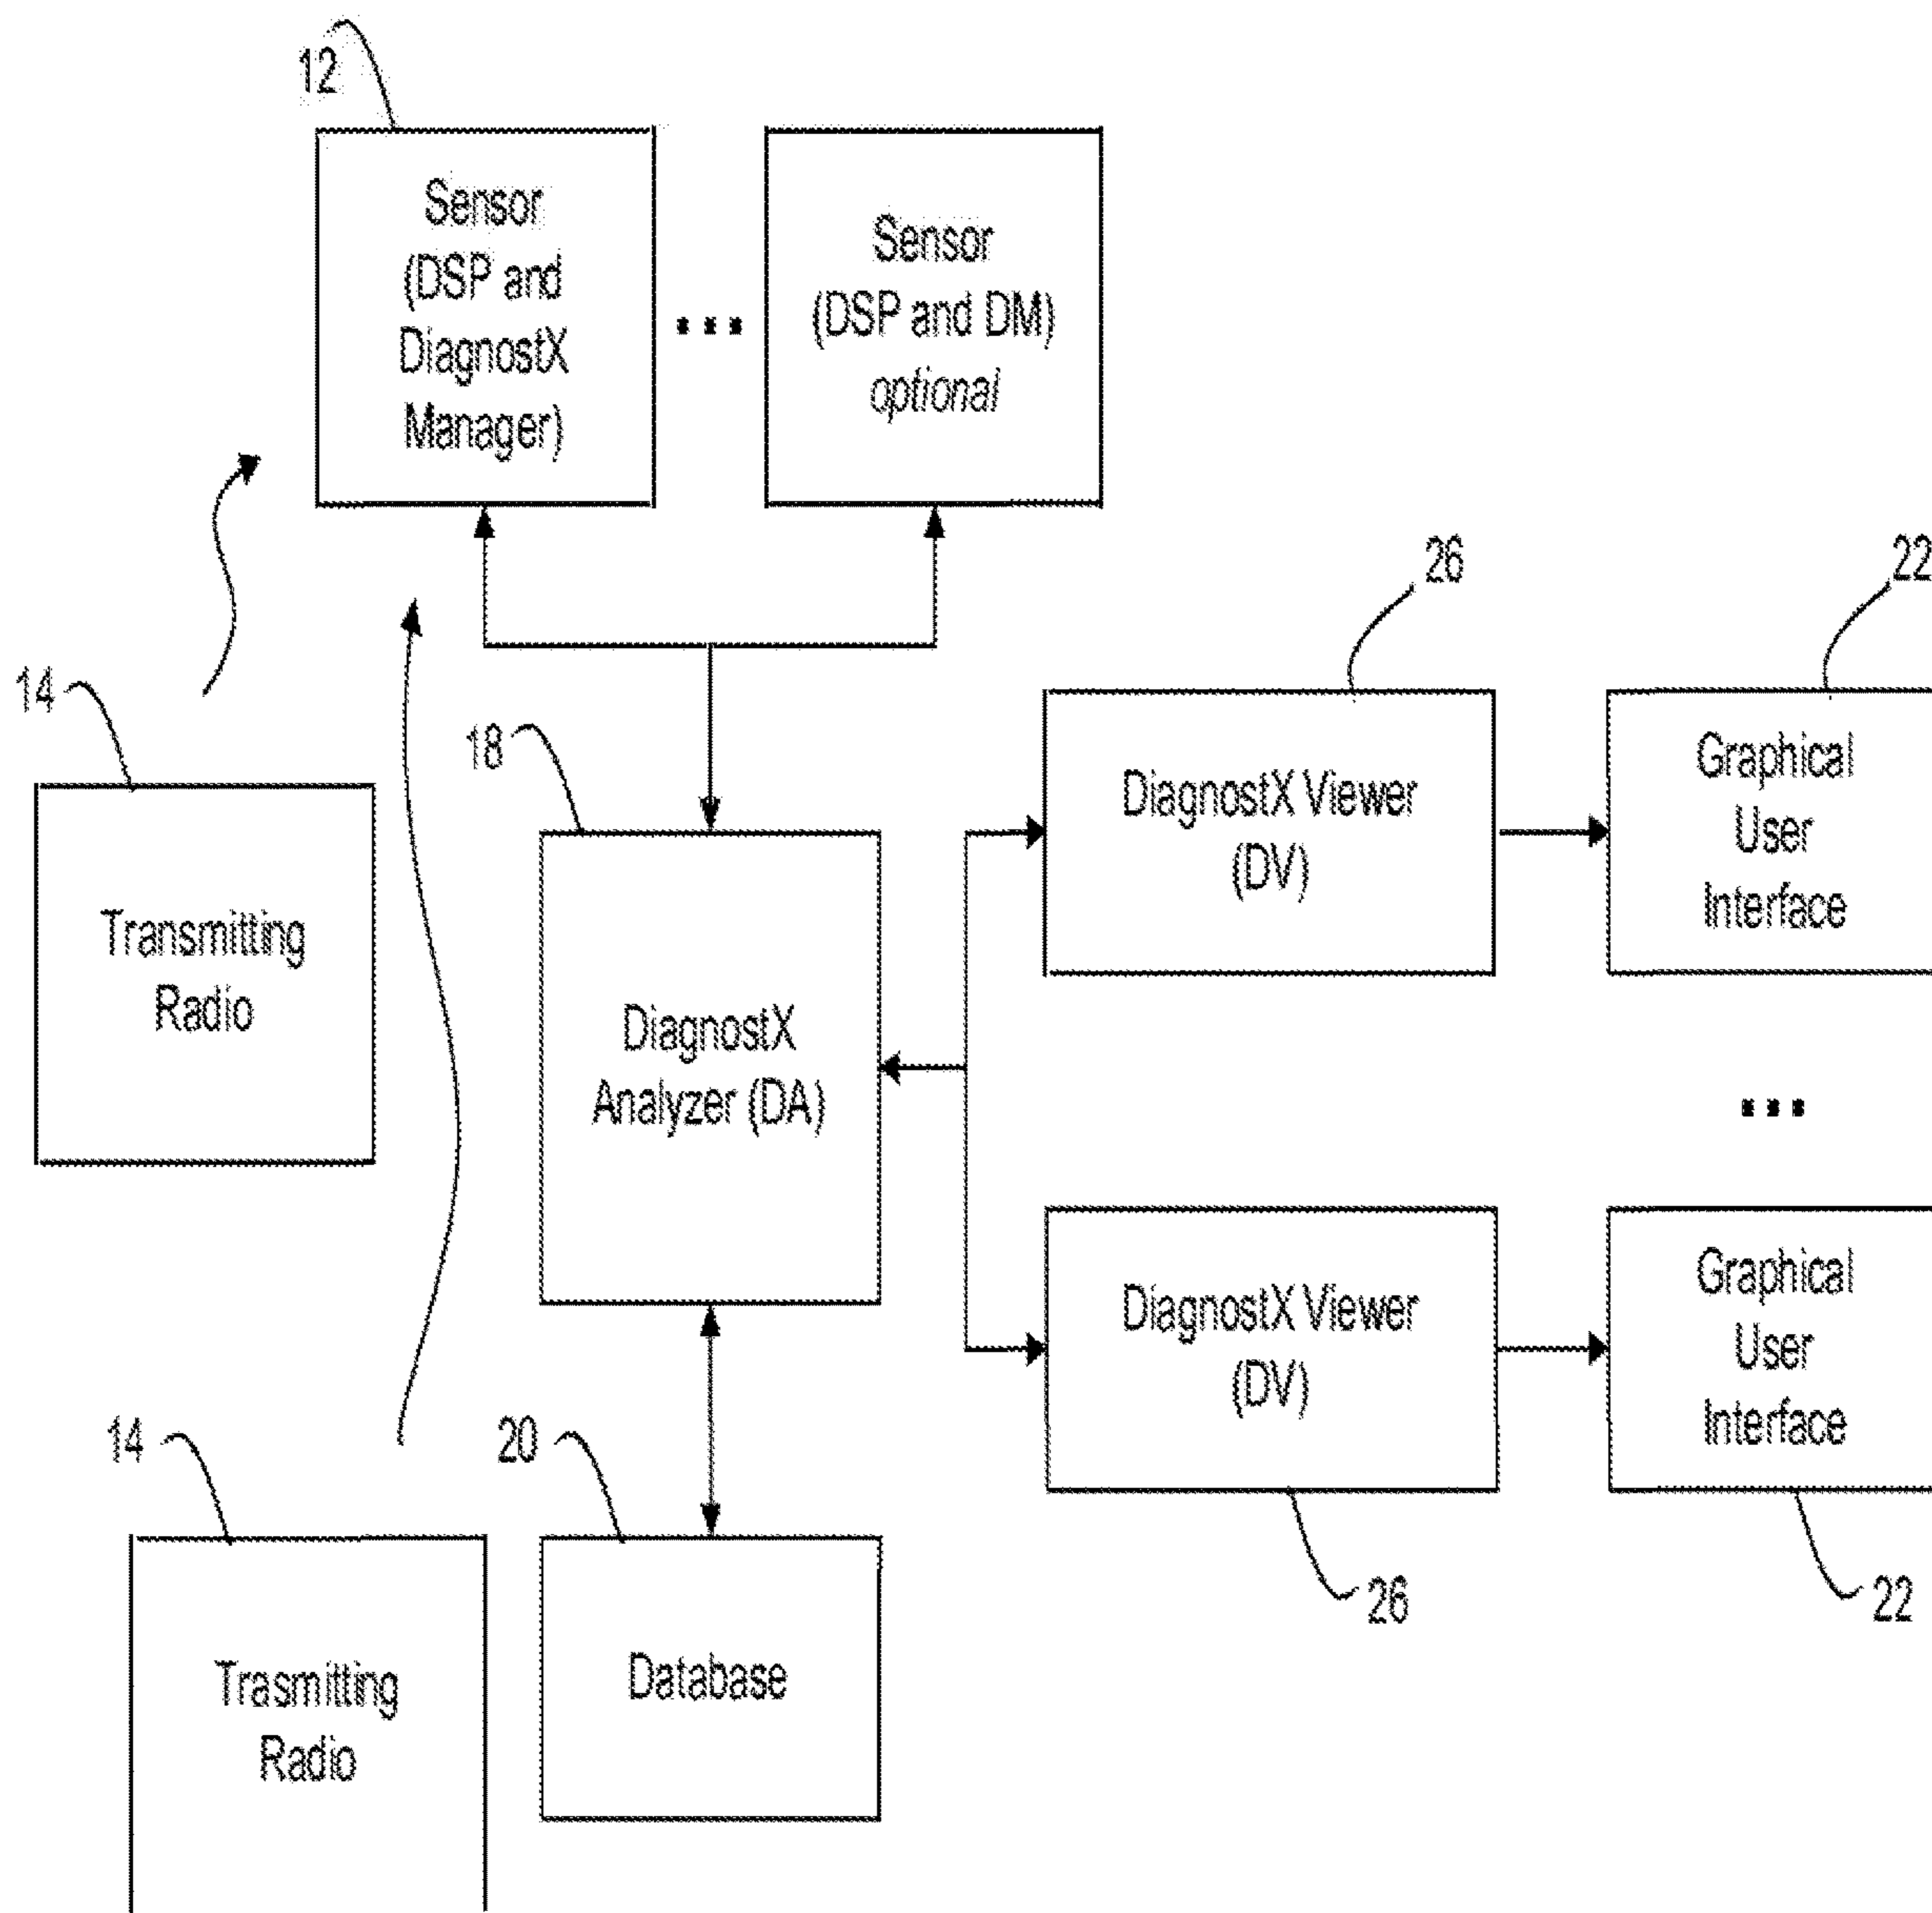 12
Sensor
(DSP and
DiagnostX
Manager)
Sensor
(DSP and DM)
optional
14
Transmitting
Radio
18
DiagnostX
Analyzer (DA)
26
DiagnostX Viewer
(DV)
22
Graphical
User
Interface
DiagnostX Viewer
(DV)
26
Graphical
User
Interface
22
14
Trasmitting
Radio
20
Database